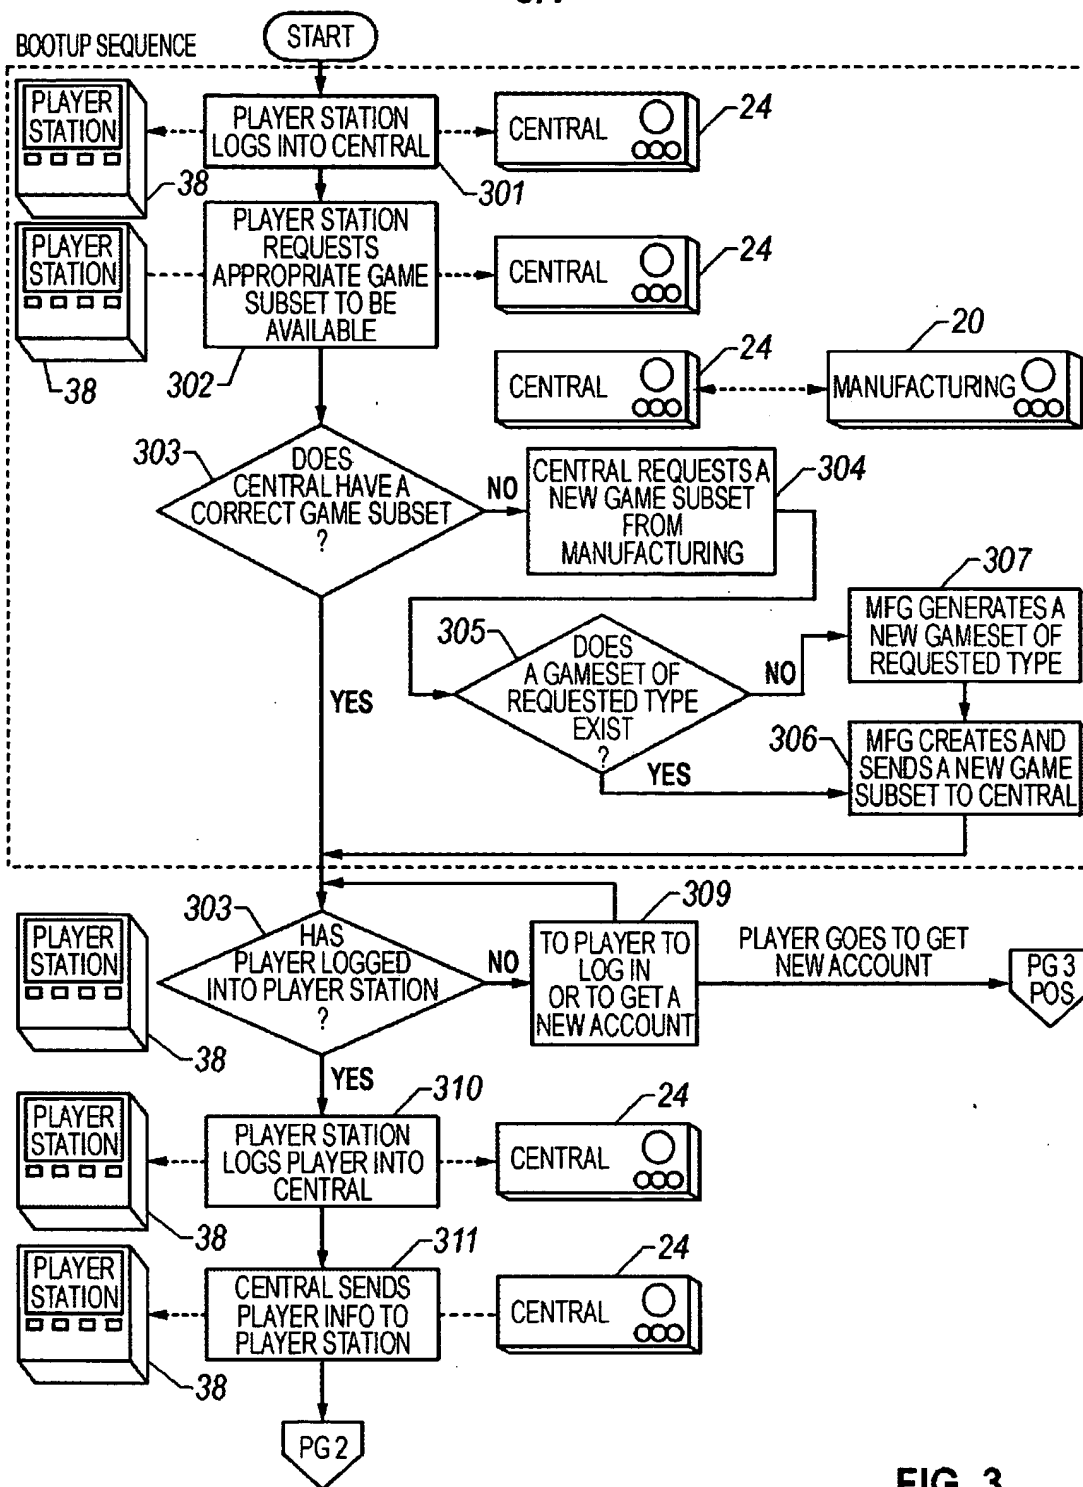 BOOTUP SEQUENCE
START
PLAYER
STATION
38
PLAYER STATION
LOGS INTO CENTRAL
301
CENTRAL
24
PLAYER
STATION
38
PLAYER STATION
REQUESTS
APPROPRIATE GAME
SUBSET TO BE
AVAILABLE
302
CENTRAL
24
CENTRAL
24
MANUFACTURING
20
303
DOES
CENTRAL HAVE A
CORRECT GAME SUBSET
?
NO
YES
CENTRAL REQUESTS A
NEW GAME SUBSET
FROM
MANUFACTURING
304
305
DOES
A GAMESET OF
REQUESTED TYPE
EXIST
?
NO
YES
307
MFG GENERATES A
NEW GAMESET OF
REQUESTED TYPE
306
MFG CREATES AND
SENDS A NEW GAME
SUBSET TO CENTRAL
PLAYER
STATION
38
303
HAS
PLAYER LOGGED
INTO PLAYER STATION
?
NO
YES
309
TO PLAYER TO
LOG IN
OR TO GET A
NEW ACCOUNT
PLAYER GOES TO GET
NEW ACCOUNT
PG 3
POS
PLAYER
STATION
38
310
PLAYER STATION
LOGS PLAYER INTO
CENTRAL
CENTRAL
24
PLAYER
STATION
38
311
CENTRAL SENDS
PLAYER INFO TO
PLAYER STATION
CENTRAL
24
PG 2
FIG. 3